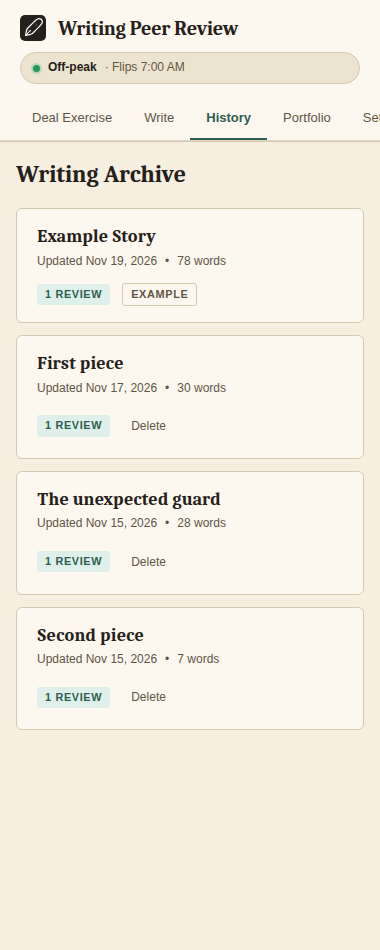 Writing Peer Review
Off-peak · Flips 7:00 AM
Deal Exercise Write History Portfolio
Writing Archive
Example Story
Updated Nov 19, 2026 • 78 words
1 REVIEW EXAMPLE
First piece
Updated Nov 17, 2026 • 30 words
1 REVIEW Delete
The unexpected guard
Updated Nov 15, 2026 • 28 words
1 REVIEW Delete
Second piece
Updated Nov 15, 2026 • 7 words
1 REVIEW Delete